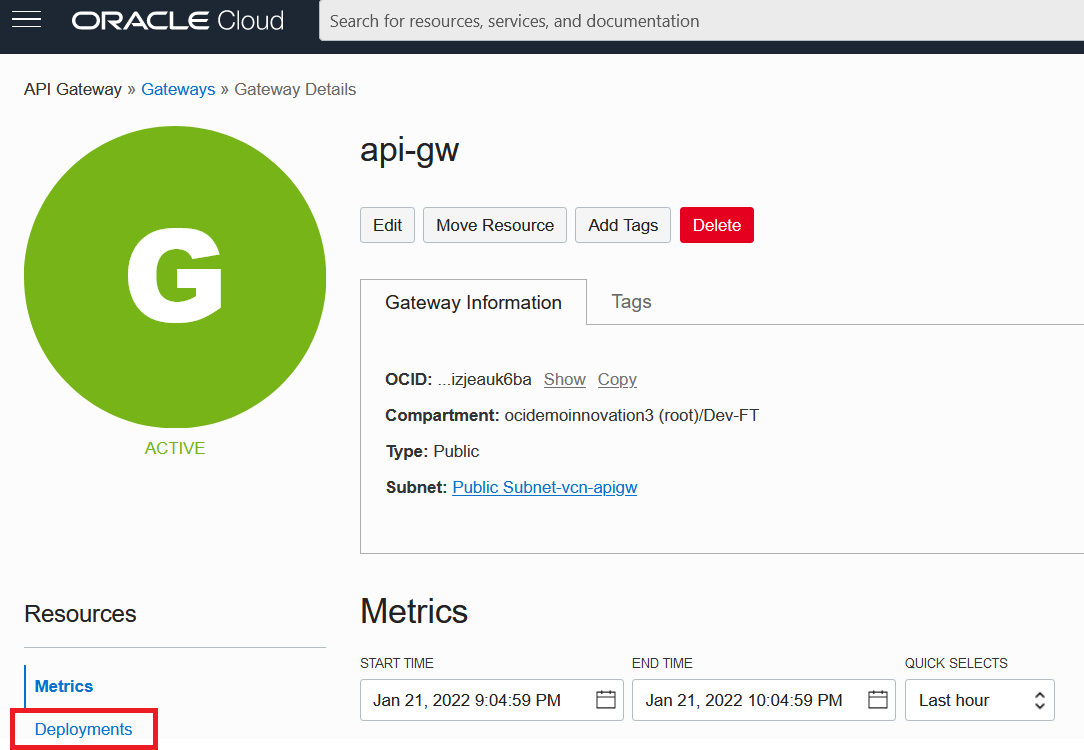 ORACLE Cloud
Search for resources, services, and documentation
API Gateway » Gateways » Gateway Details
G
ACTIVE
api-gw
Edit
Move Resource
Add Tags
Delete
Gateway Information
Tags
OCID: ...izjeauk6ba Show Copy
Compartment: ocidemoinnovation3 (root)/Dev-FT
Type: Public
Subnet: Public Subnet-vcn-apigw
Resources
Metrics
Deployments
Metrics
START TIME
Jan 21, 2022 9:04:59 PM
END TIME
Jan 21, 2022 10:04:59 PM
QUICK SELECTS
Last hour